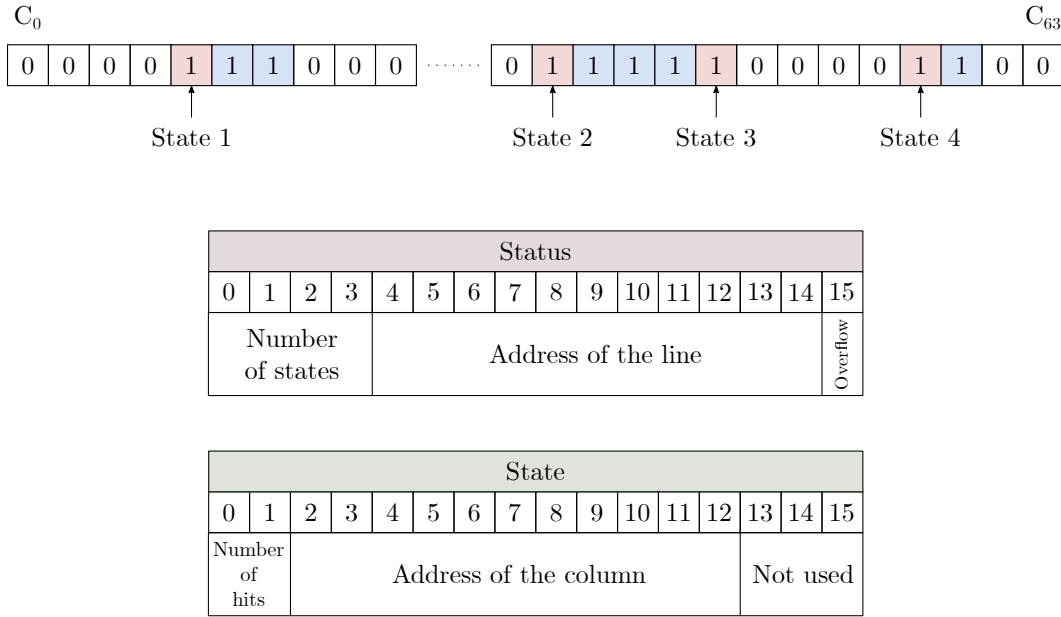 C0 C63
0 0 0 0 1 1 1 0 0 0 ....... 0 1 1 1 1 1 0 0 0 0 1 1 0 0
State 1 State 2 State 3 State 4
Status
0 1 2 3 4 5 6 7 8 9 10 11 12 13 14 15
Number
of states
Address of the line
Overflow
State
0 1 2 3 4 5 6 7 8 9 10 11 12 13 14 15
Number
of
hits
Address of the column
Not used